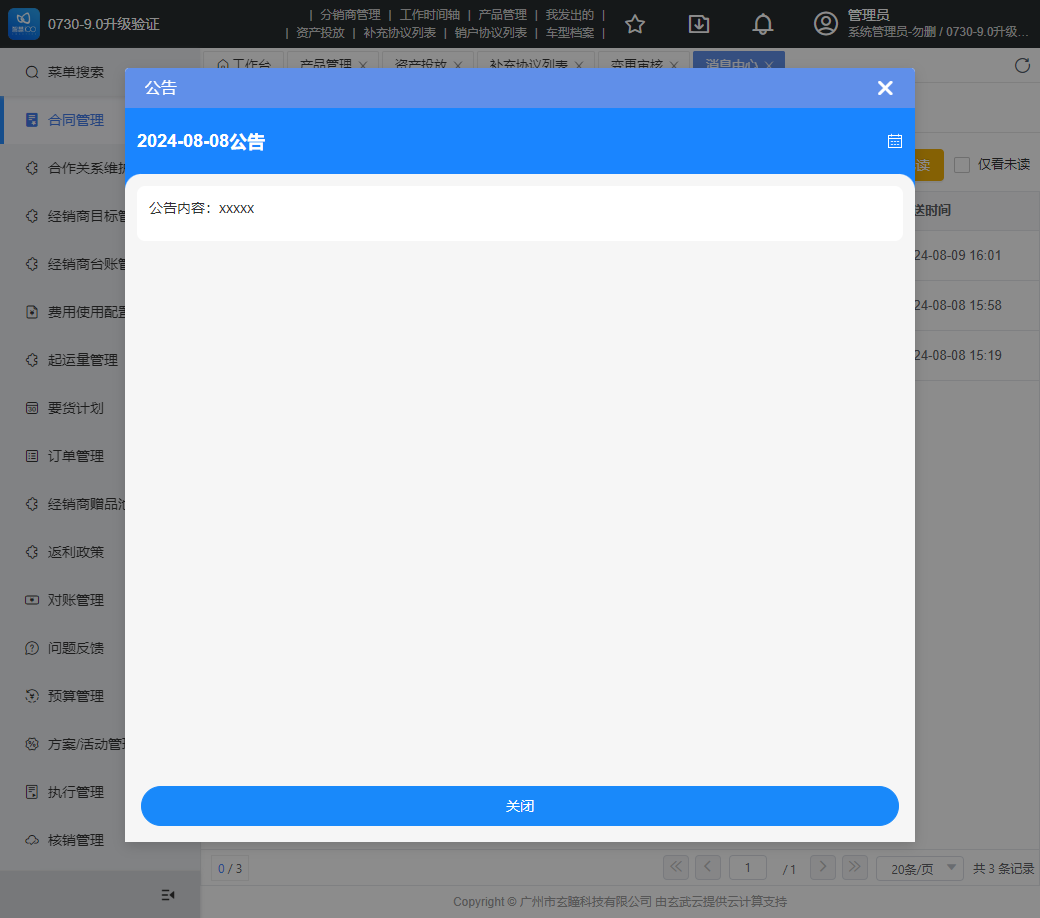 0730-9.0升级验证
| 分销商管理 | 工作时间轴 | 产品管理 | 我发出的 |
| 资产投放 | 补充协议列表 | 销户协议列表 | 车型档案 |
管理员
系统管理员-勿删 / 0730-9.0升级...
菜单搜索
工作台
产品管理
资产投放
补充协议列表
变更审核
消息中心
公告
合同管理
2024-08-08公告
合作关系维护
读
仅看未读
公告内容：xxxxx
经销商目标管
送时间
经销商台账管
24-08-09 16:01
费用使用配置
24-08-08 15:58
起运量管理
24-08-08 15:19
要货计划
订单管理
经销商赠品池
返利政策
对账管理
问题反馈
预算管理
方案/活动管理
执行管理
关闭
核销管理
0 / 3
1
/ 1
20条/页
共 3 条记录
Copyright © 广州市玄瞳科技有限公司 由玄武云提供云计算支持